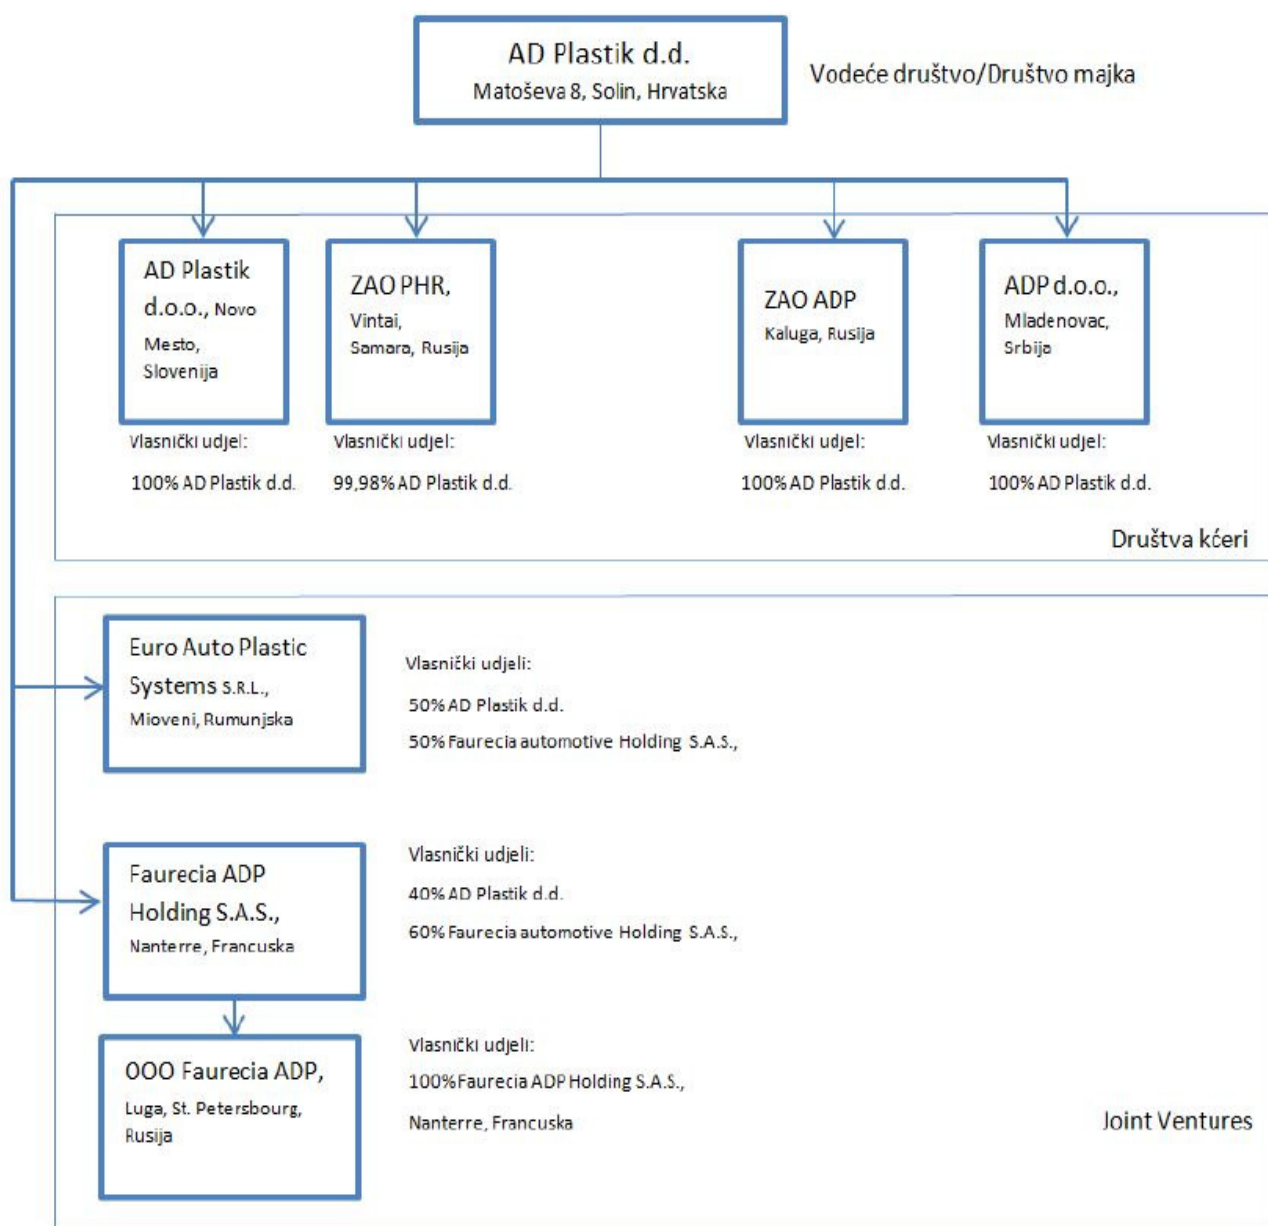 AD Plastik d.d.
Matoševa 8, Solin, Hrvatska
Vodeće društvo/Društvo majka
AD Plastik
d.o.o., Novo
Mesto,
Slovenija
Vlasnički udjel:
100% AD Plastik d.d.
ZAO PHR,
Vintai,
Samara, Rusija
Vlasnički udjel:
99,98% AD Plastik d.d.
ZAO ADP
Kaluga, Rusija
Vlasnički udjel:
100% AD Plastik d.d.
ADP d.o.o.,
Mladenovac,
Srbija
Vlasnički udjel:
100% AD Plastik d.d.
Društva kćeri
Euro Auto Plastic
Systems S.R.L.,
Mioveni, Rumunjska
Vlasnički udjeli:
50% AD Plastik d.d.
50% Faurecia automotive Holding S.A.S.,
Faurecia ADP
Holding S.A.S.,
Nanterre, Francuska
Vlasnički udjeli:
40% AD Plastik d.d.
60% Faurecia automotive Holding S.A.S.,
OOO Faurecia ADP,
Luga, St. Petersbourg,
Rusija
Vlasnički udjeli:
100% Faurecia ADP Holding S.A.S.,
Nanterre, Francuska
Joint Ventures